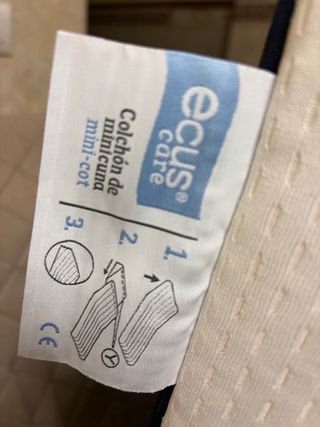 ecus®
care
Colchón de
minicuna
mini-cot
1.
2.
3.
CE